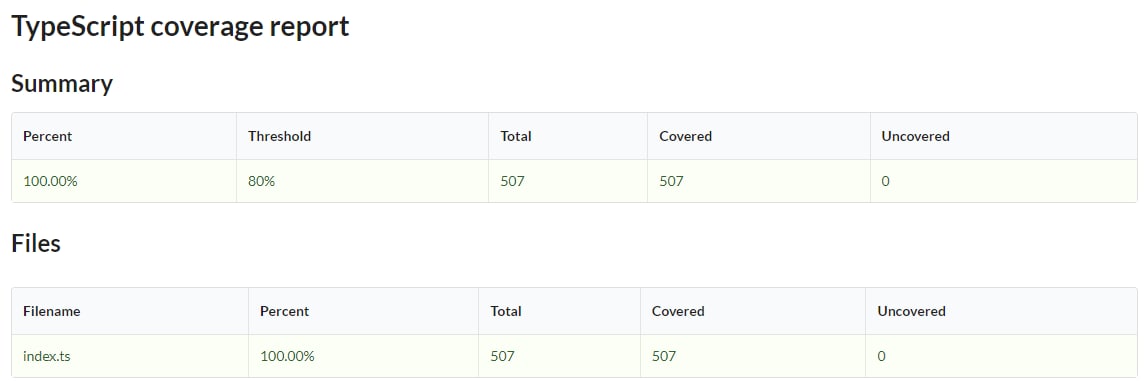 TypeScript coverage report
Summary
Percent Threshold Total Covered Uncovered
100.00% 80% 507 507 0
Files
Filename Percent Total Covered Uncovered
index.ts 100.00% 507 507 0